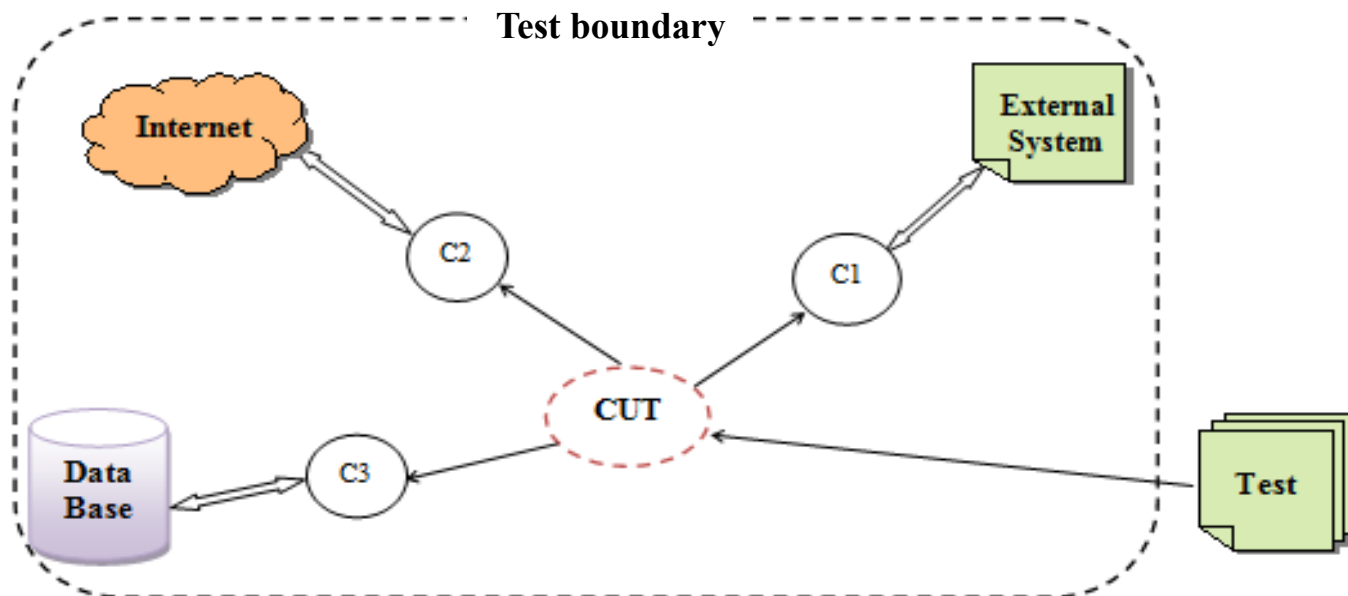 Test boundary
Internet
External
System
C2
C1
CUT
Data
Base
C3
Test